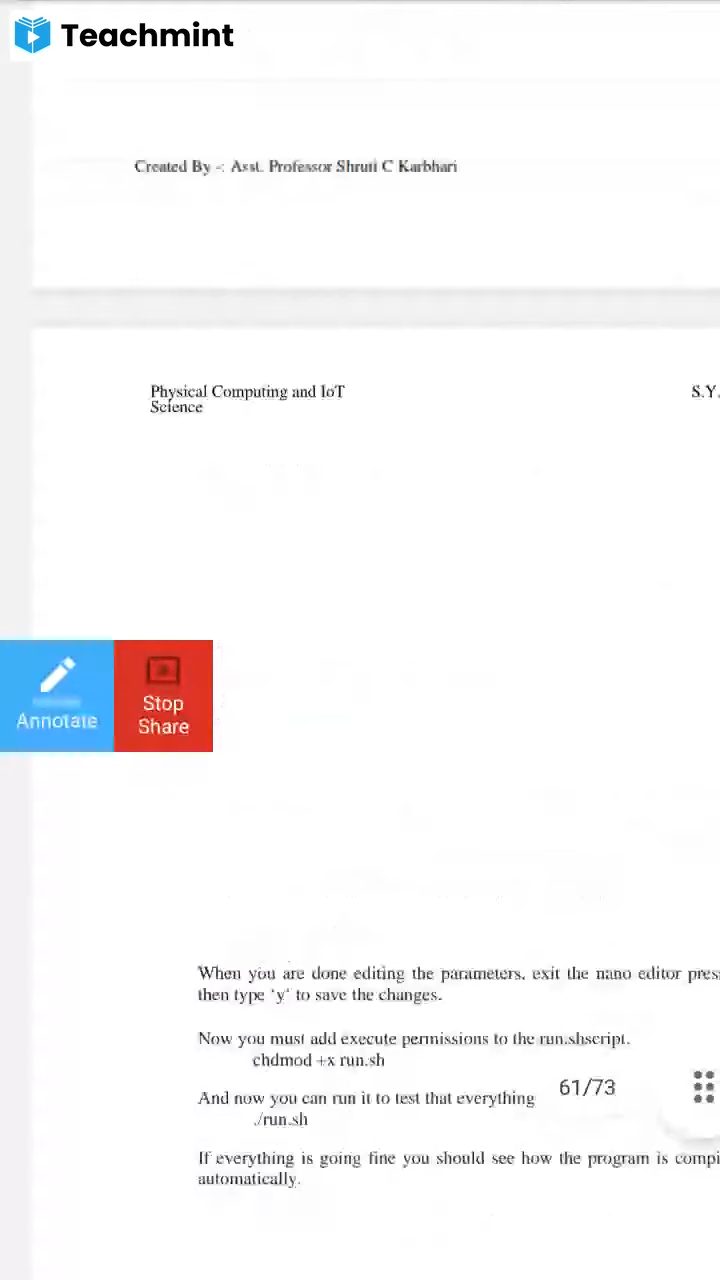 Teachmint
Created By -: Asst. Professor Shruti C Karbhari
Physical Computing and IoT S.Y.
Science
Annotate
Stop
Share
When you are done editing the parameters, exit the nano editor press
then type ‘y‘ to save the changes.
Now you must add execute permissions to the run.shscript.
chdmod +x run.sh
And now you can run it to test that everything
61/73
./run.sh
If everything is going fine you should see how the program is compi
automatically.